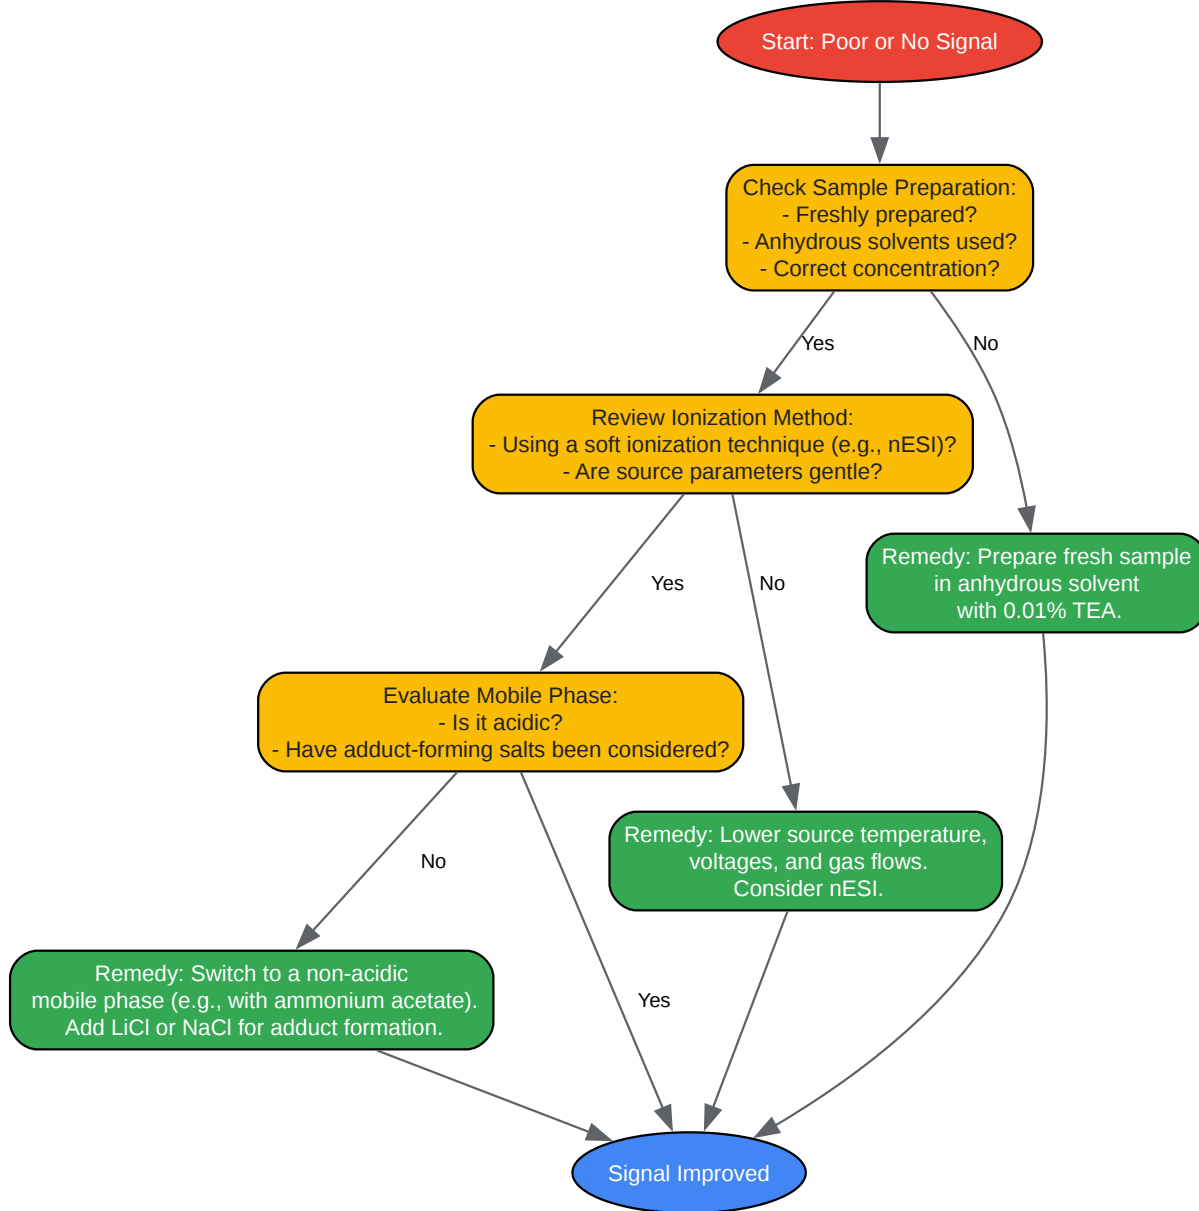 Start: Poor or No Signal
Check Sample Preparation:
- Freshly prepared?
- Anhydrous solvents used?
- Correct concentration?
Yes
No
Review Ionization Method:
- Using a soft ionization technique (e.g., nESI)?
- Are source parameters gentle?
Remedy: Prepare fresh sample
in anhydrous solvent
with 0.01% TEA.
Yes
No
Evaluate Mobile Phase:
- Is it acidic?
- Have adduct-forming salts been considered?
Remedy: Lower source temperature,
voltages, and gas flows.
Consider nESI.
No
Yes
Remedy: Switch to a non-acidic
mobile phase (e.g., with ammonium acetate).
Add LiCl or NaCl for adduct formation.
Signal Improved